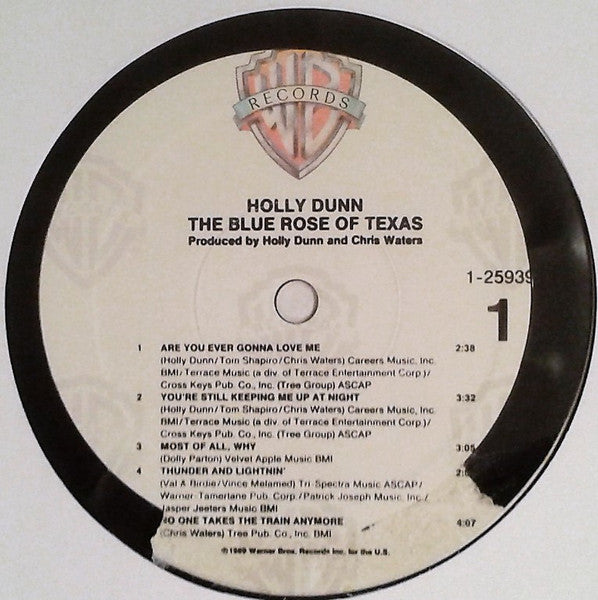 RECORDS
HOLLY DUNN
THE BLUE ROSE OF TEXAS
Produced by Holly Dunn and Chris Waters
1-25939
1
1 ARE YOU EVER GONNA LOVE ME 2:38
(Holly Dunn/Tom Shapiro/Chris Waters) Careers Music, Inc.
BMI/Terrace Music (a div. of Terrace Entertainment Corp.)/
Cross Keys Pub. Co., Inc. (Tree Group) ASCAP
2 YOU'RE STILL KEEPING ME UP AT NIGHT 3:32
(Holly Dunn/Tom Shapiro/Chris Waters) Careers Music, Inc.
BMI/Terrace Music (a div. of Terrace Entertainment Corp.)/
Cross Keys Pub. Co., Inc. (Tree Group) ASCAP
3 MOST OF ALL, WHY 3:05
(Dolly Parton) Velvet Apple Music BMI
4 THUNDER AND LIGHTNIN'
(Val & Birdie/Vince Melamed) Tri-Spectra Music ASCAP/
Warner-Tamerlane Pub. Corp./Patrick Joseph Music, Inc./
Jasper Jeeters Music BMI
NO ONE TAKES THE TRAIN ANYMORE 4:07
(Chris Waters) Tree Pub. Co., Inc. BMI
©1989 Warner Bros. Records Inc. for the U.S.